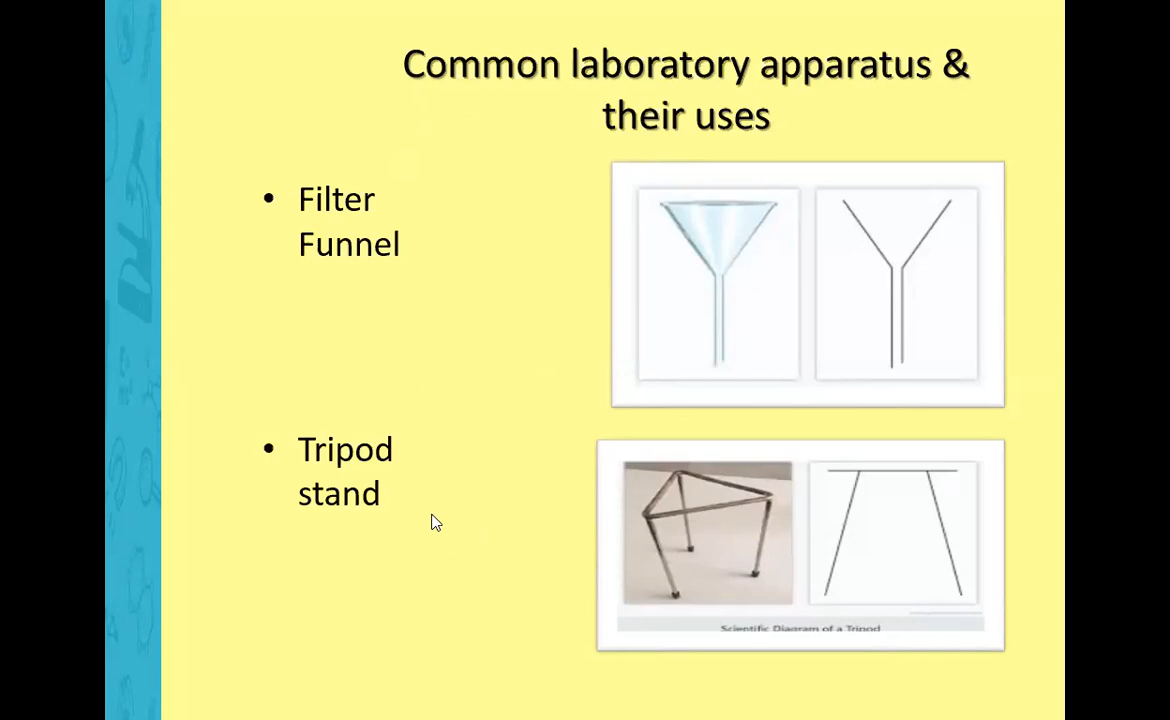 Common laboratory apparatus &
their uses
• Filter
Funnel
• Tripod
stand
Scientific Diagram of a Tripod